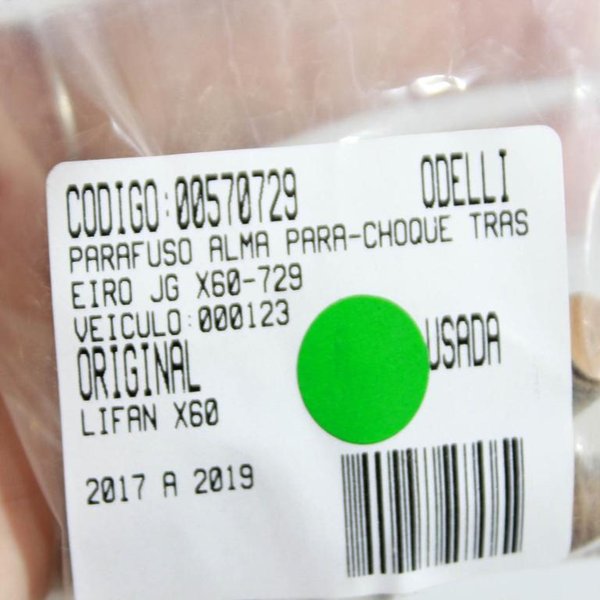 CODIGO:00570729 ODELLI
PARAFUSO ALMA PARA-CHOQUE TRAS
EIRO JG X60-729
VEICULO:000123
ORIGINAL USADA
LIFAN X60
2017 A 2019